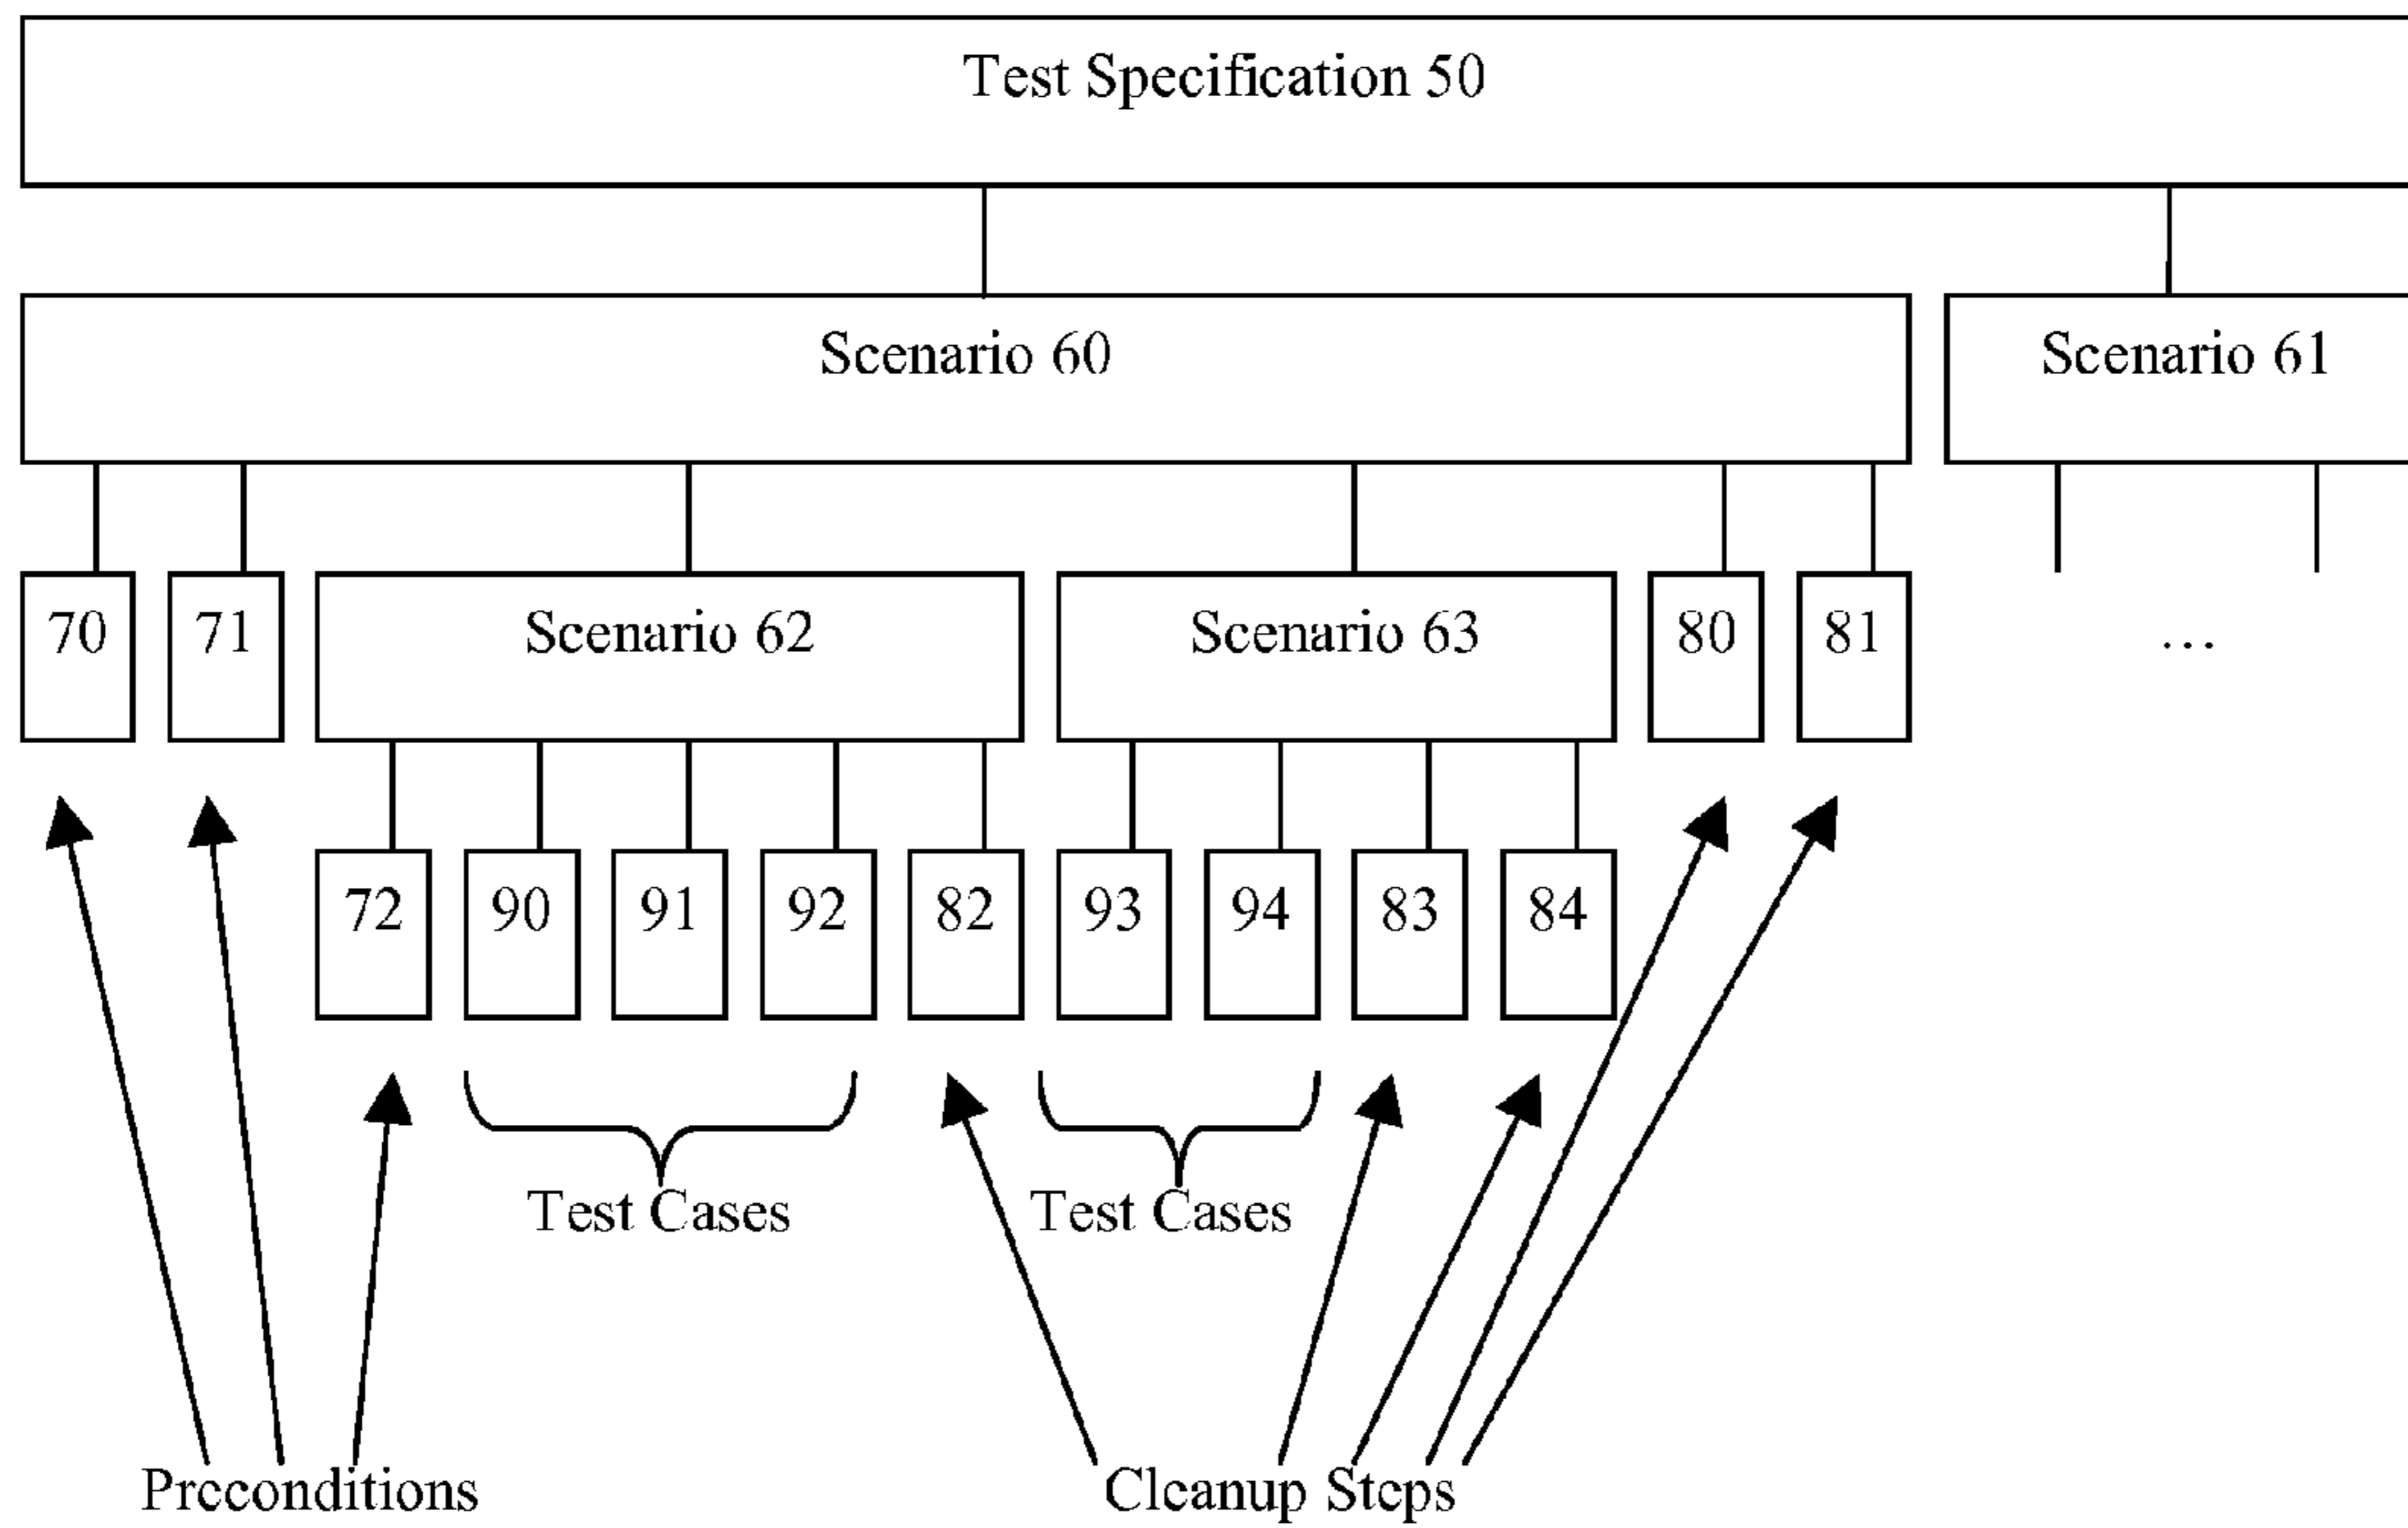 Test Specification 50
Scenario 60
Scenario 61
70
71
Scenario 62
Scenario 63
80
81
...
72
90
91
92
82
93
94
83
84
Test Cases
Test Cases
Preconditions
Cleanup Steps